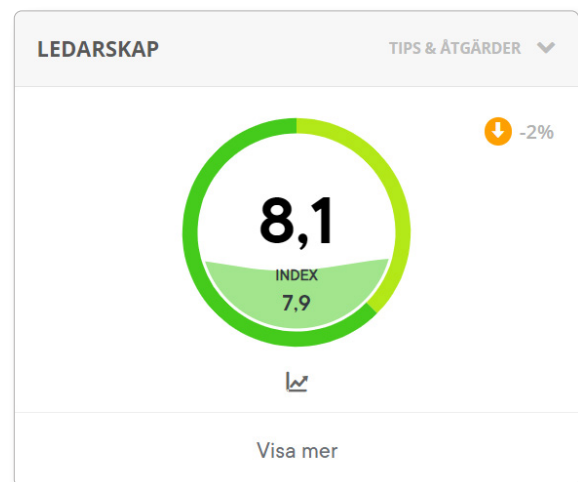 LEDARSKAP
TIPS & ÅTGÄRDER
-2%
8,1
INDEX
7,9
Visa mer